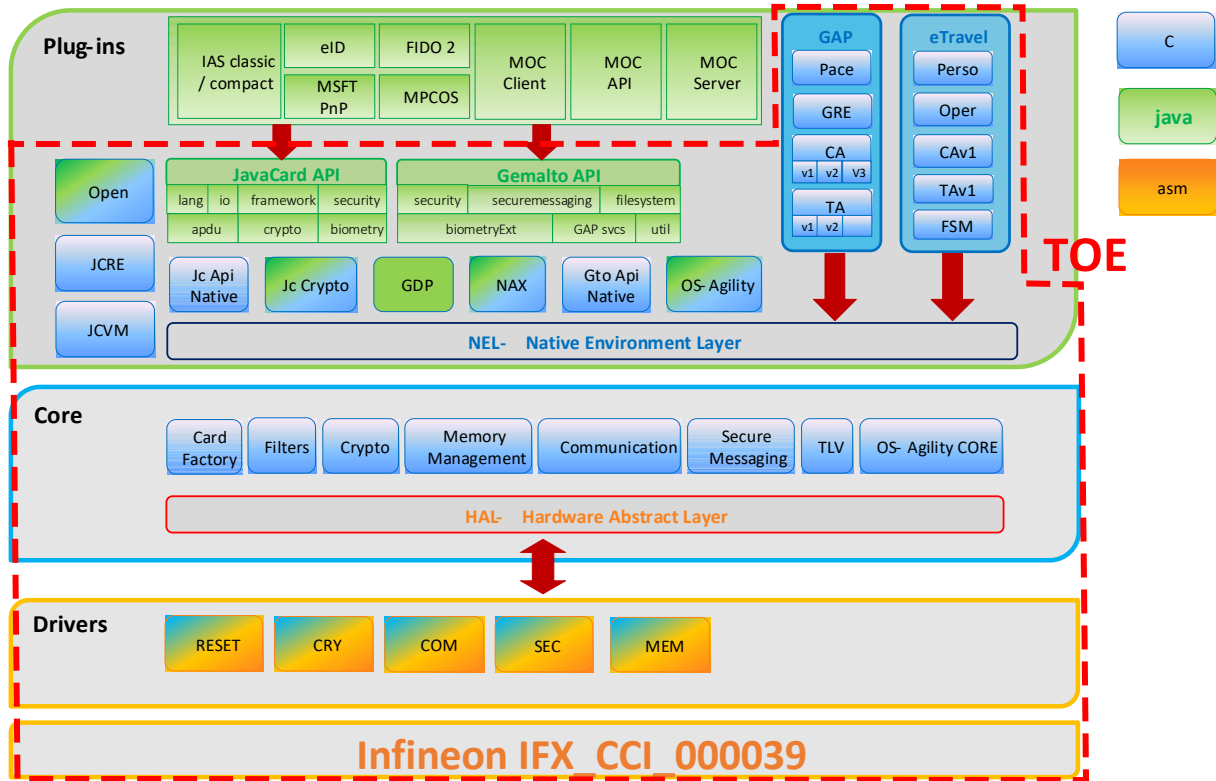 Plug-ins
IAS classic
/ compact
eID
FIDO 2
MSFT
PnP
MPCOS
MOC
Client
MOC
API
MOC
Server
GAP
Pace
GRE
CA
v1 v2 V3
TA
v1 v2
eTravel
Perso
Oper
CAv1
TAv1
FSM
C
java
asm
TOE
Open
JCRE
JCVM
JavaCard API
lang io framework security
apdu crypto biometry
Gemalto API
security securemessaging filesystem
biometryExt GAP svcs util
Jc Api
Native
Jc Crypto
GDP
NAX
Gto Api
Native
OS- Agility
NEL- Native Environment Layer
Core
Card
Factory
Filters
Crypto
Memory
Management
Communication
Secure
Messaging
TLV
OS- Agility CORE
HAL- Hardware Abstract Layer
Drivers
RESET
CRY
COM
SEC
MEM
Infineon IFX_CCI_000039